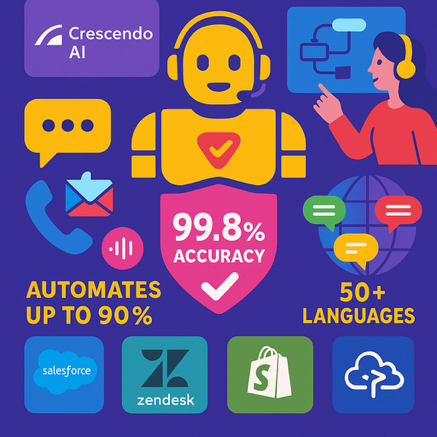 Crescendo
AI
99.8%
ACCURACY
AUTOMATES
UP TO 90%
50+
LANGUAGES
salesforce
zendesk
S